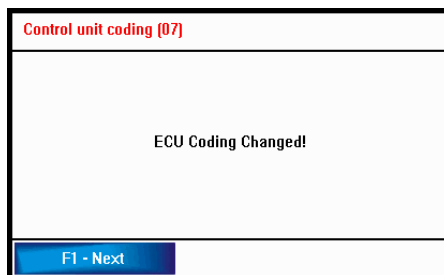 Control unit coding (07)
ECU Coding Changed!
F1 - Next